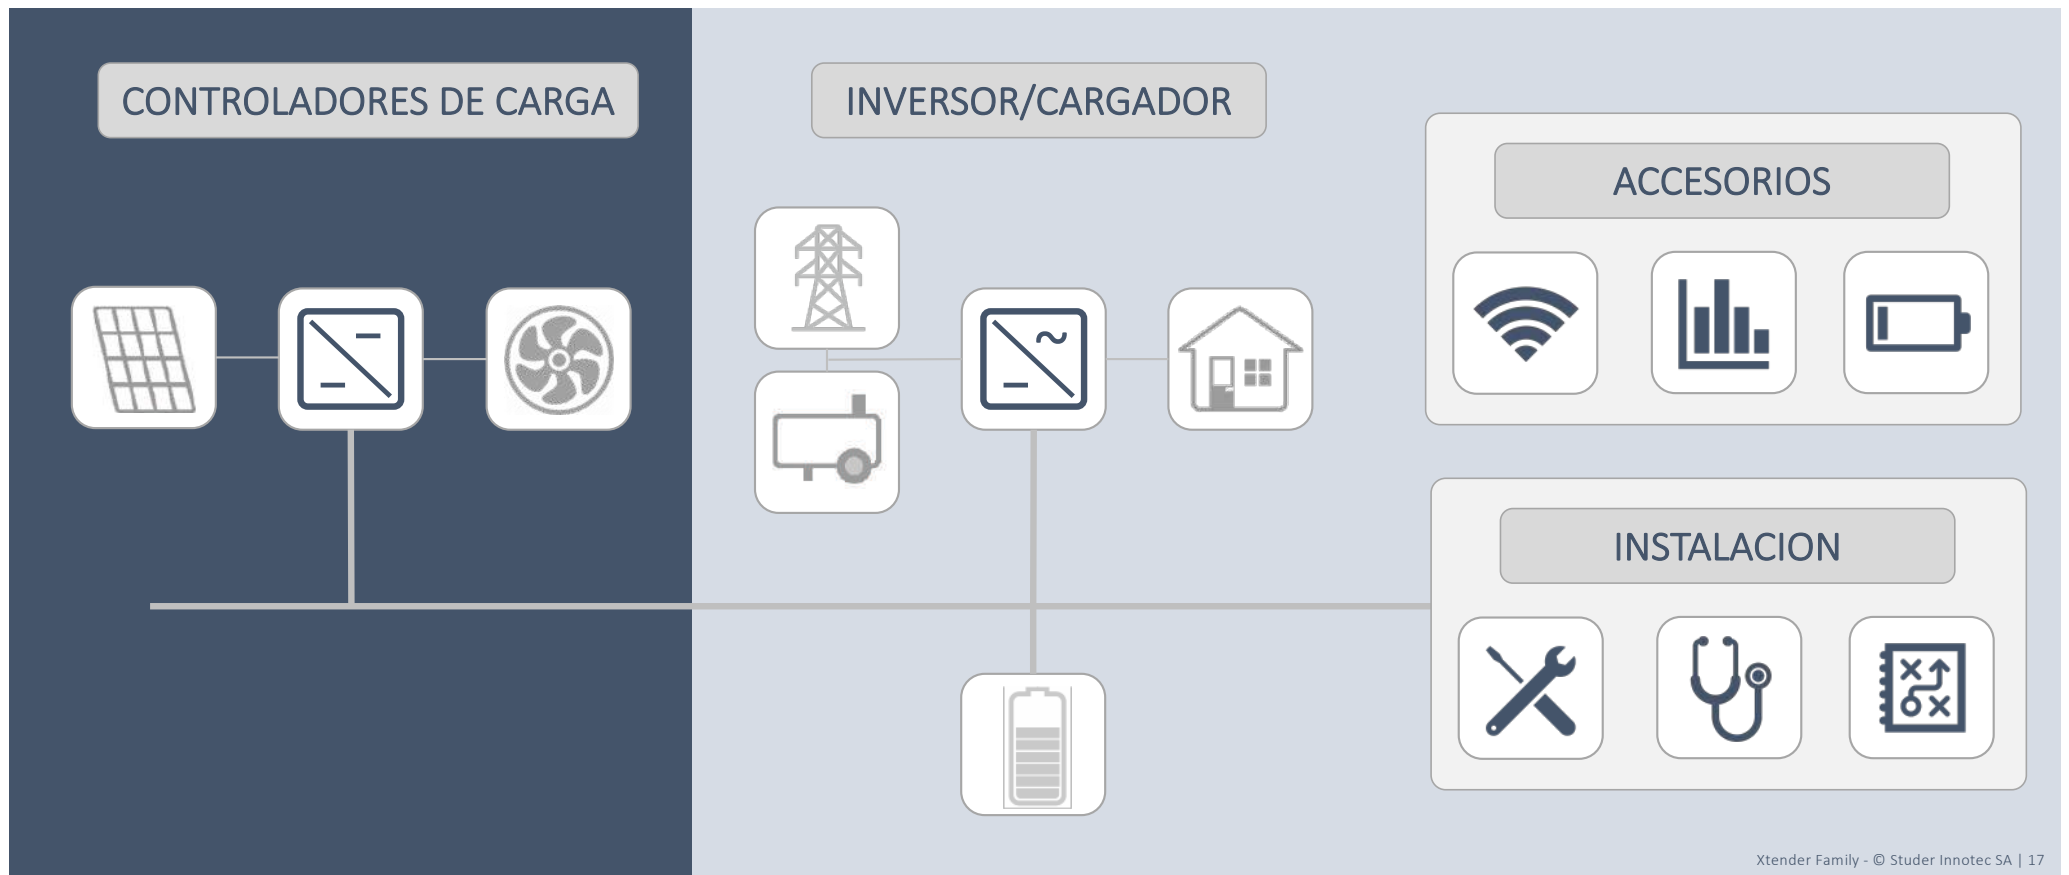 CONTROLADORES DE CARGA
INVERSOR/CARGADOR
ACCESORIOS
INSTALACION
Xtender Family - © Studer Innotec SA | 17